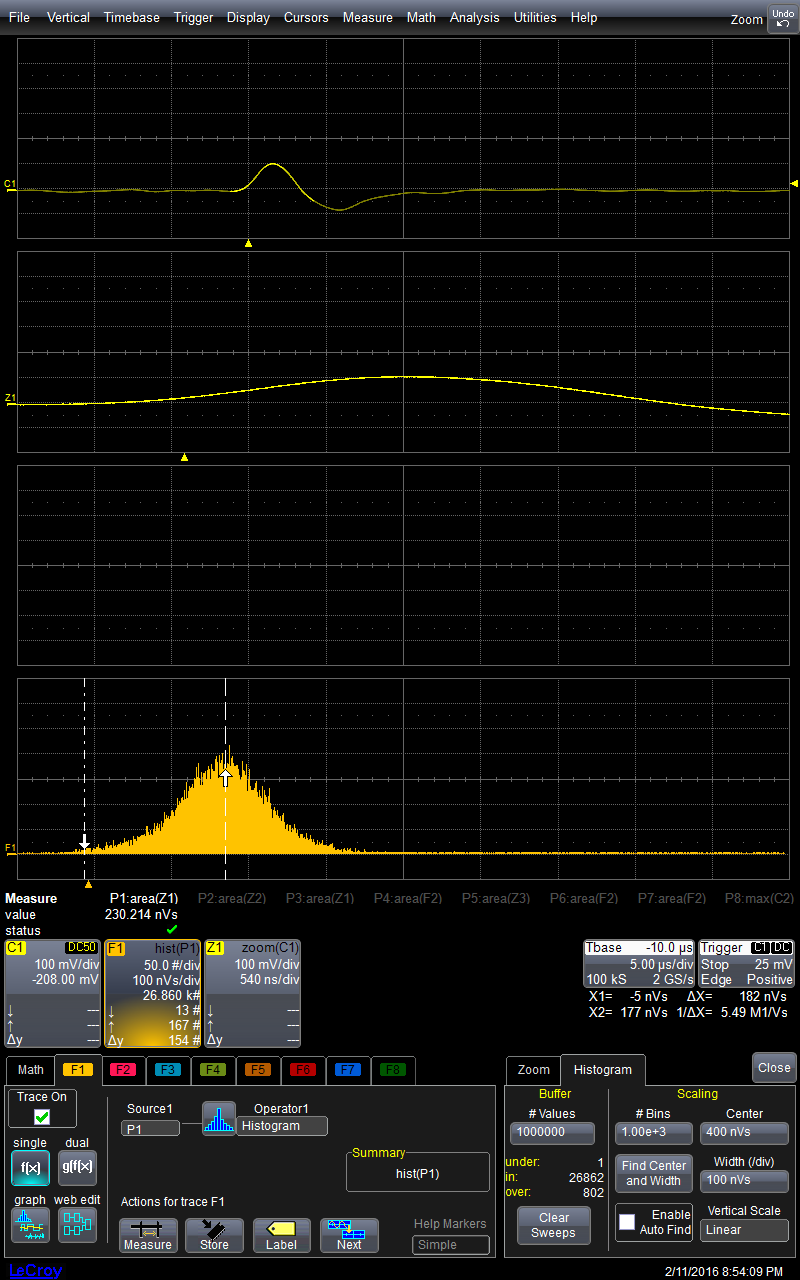 File Vertical Timebase Trigger Display Cursors Measure Math Analysis Utilities Help Zoom Undo
C1
Z1
F1
Measure P1:area(Z1) P2:area(Z2) P3:area(Z1) P4:area(F2) P5:area(Z3) P6:area(F2) P7:area(F2) P8:max(C2)
value 230.214 nVs
status
C1 DC50
100 mV/div
-208.00 mV
↓ ---
↑ ---
Δy ---
F1 hist(P1)
50.0 #/div
100 nVs/div
26.860 k#
↓ 13 #
↑ 167 #
Δy 154 #
Z1 zoom(C1)
100 mV/div
540 ns/div
---
---
---
Tbase -10.0 µs
5.00 µs/div
100 kS 2 GS/s
Trigger C1 DC
Stop 25 mV
Edge Positive
X1= -5 nVs ΔX= 182 nVs
X2= 177 nVs 1/ΔX= 5.49 M1/Vs
Math F1 F2 F3 F4 F5 F6 F7 F8
Zoom Histogram Close
Trace On
single dual
f(x) g(f(x))
graph web edit
Source1 Operator1
P1 Histogram
Summary
hist(P1)
Actions for trace F1
Measure Store Label Next
Help Markers
Simple
Buffer
# Values
1000000
under: 1
in: 26862
over: 802
Clear
Sweeps
Scaling
# Bins Center
1.00e+3 400 nVs
Find Center
and Width
Width (/div)
100 nVs
Enable
Auto Find
Vertical Scale
Linear
LeCroy 2/11/2016 8:54:09 PM